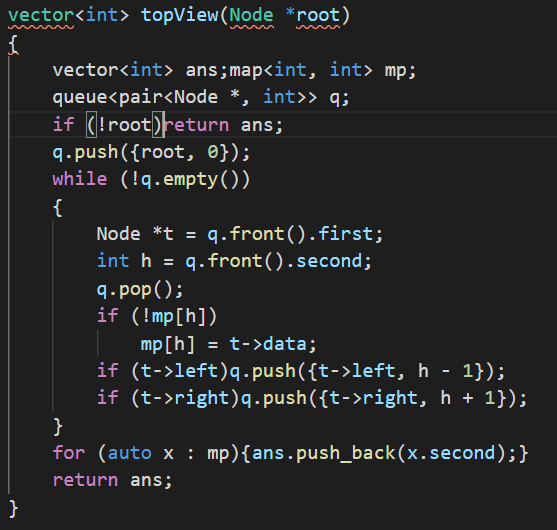 vector<int> topView(Node *root)
{
    vector<int> ans;map<int, int> mp;
    queue<pair<Node *, int>> q;
    if (!root)return ans;
    q.push({root, 0});
    while (!q.empty())
    {
        Node *t = q.front().first;
        int h = q.front().second;
        q.pop();
        if (!mp[h])
            mp[h] = t->data;
        if (t->left)q.push({t->left, h - 1});
        if (t->right)q.push({t->right, h + 1});
    }
    for (auto x : mp){ans.push_back(x.second);}
    return ans;
}